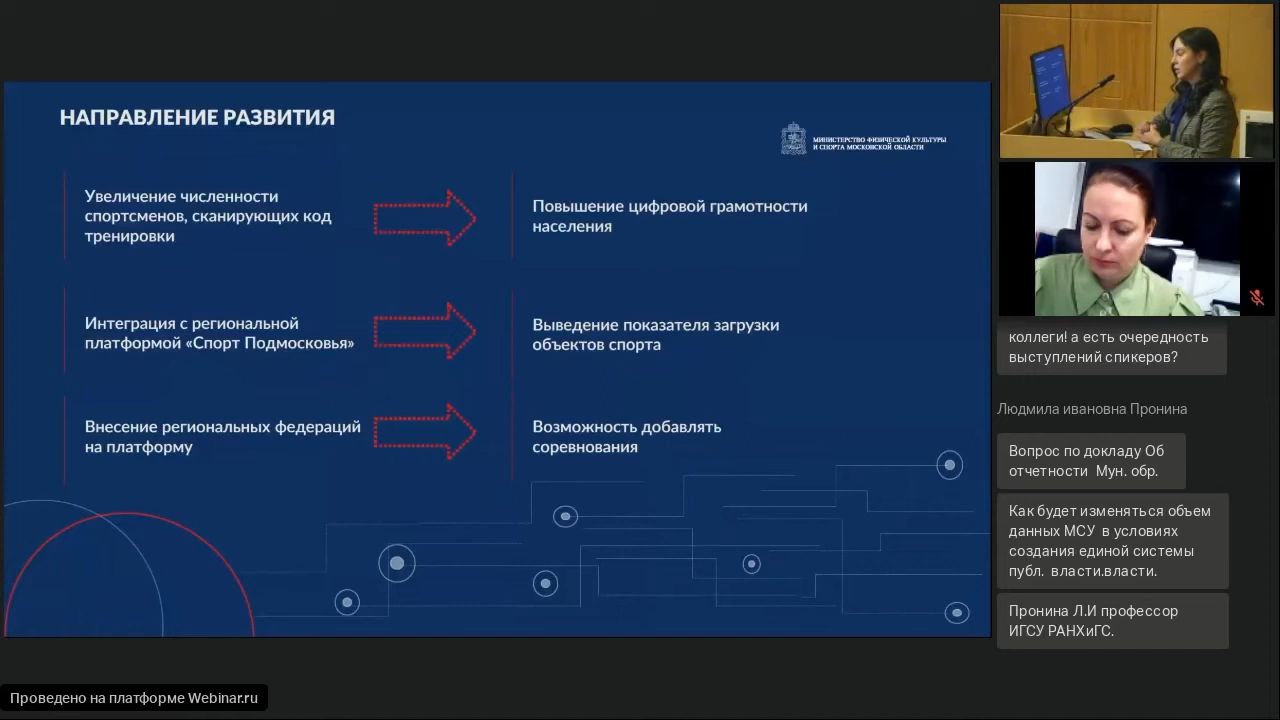 НАПРАВЛЕНИЕ РАЗВИТИЯ
МИНИСТЕРСТВО ФИЗИЧЕСКОЙ КУЛЬТУРЫ
И СПОРТА МОСКОВСКОЙ ОБЛАСТИ
Увеличение численности
спортсменов, сканирующих код
тренировки
Повышение цифровой грамотности
населения
Интеграция с региональной
платформой «Спорт Подмосковья»
Выведение показателя загрузки
объектов спорта
Внесение региональных федераций
на платформу
Возможность добавлять
соревнования
коллеги! а есть очередность
выступлений спикеров?
Людмила ивановна Пронина
Вопрос по докладу Об
отчетности Мун. обр.
Как будет изменяться объем
данных МСУ в условиях
создания единой системы
публ. власти.власти.
Пронина Л.И профессор
ИГСУ РАНХиГС.
Проведено на платформе Webinar.ru